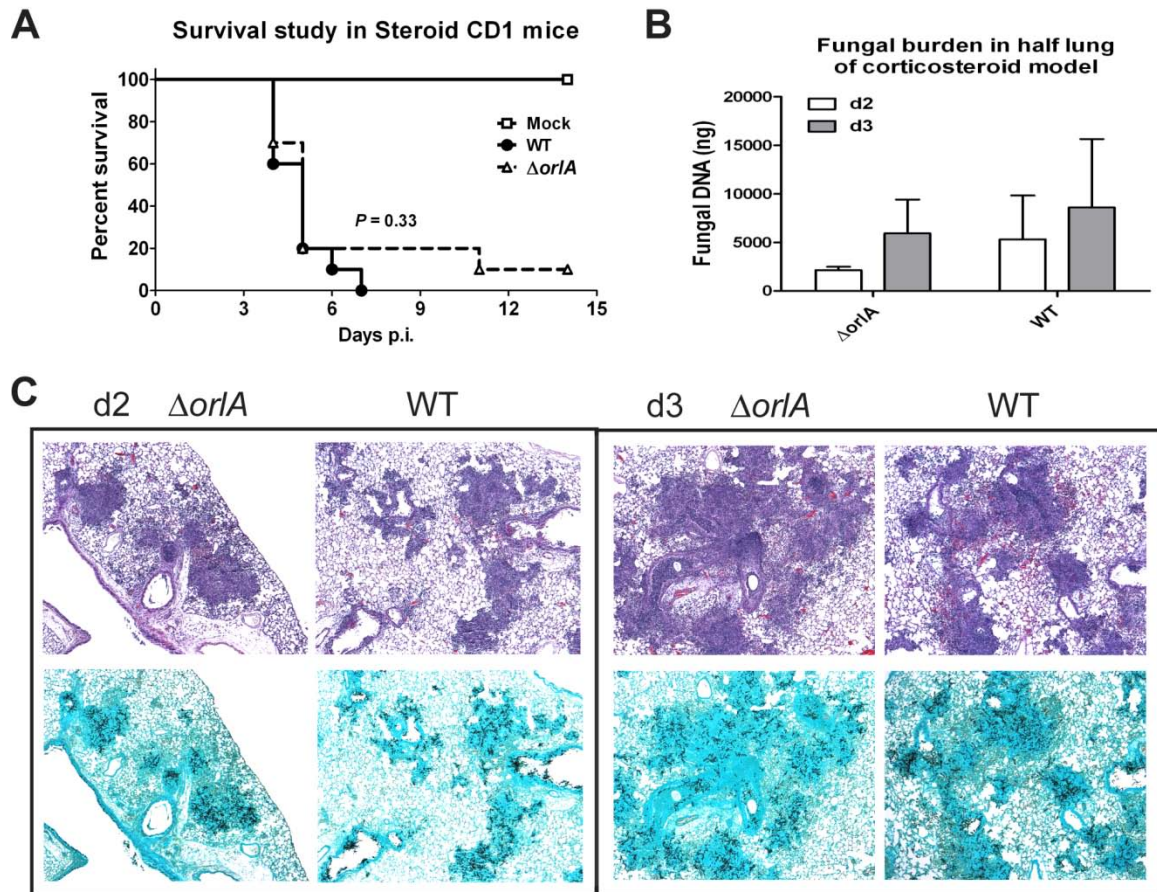 A
Survival study in Steroid CD1 mice
Percent survival
100
80
60
40
20
0
0 3 6 9 12 15
Days p.i.
Mock
WT
ΔorlA
P = 0.33
B
Fungal burden in half lung
of corticosteroid model
Fungal DNA (ng)
20000
15000
10000
5000
0
d2
d3
ΔorlA WT
C
d2 ΔorlA WT d3 ΔorlA WT